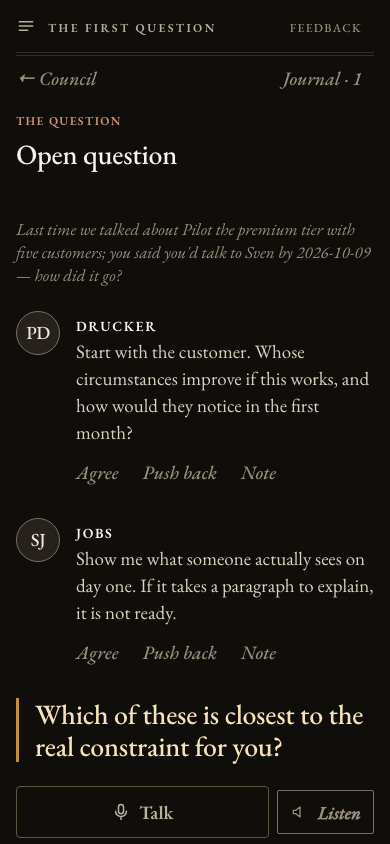 THE FIRST QUESTION
FEEDBACK
← Council
Journal · 1
THE QUESTION
Open question
Last time we talked about Pilot the premium tier with
five customers; you said you'd talk to Sven by 2026-10-09
— how did it go?
PD
DRUCKER
Start with the customer. Whose
circumstances improve if this works, and
how would they notice in the first
month?
Agree Push back Note
SJ
JOBS
Show me what someone actually sees on
day one. If it takes a paragraph to explain,
it is not ready.
Agree Push back Note
Which of these is closest to the
real constraint for you?
Talk
Listen